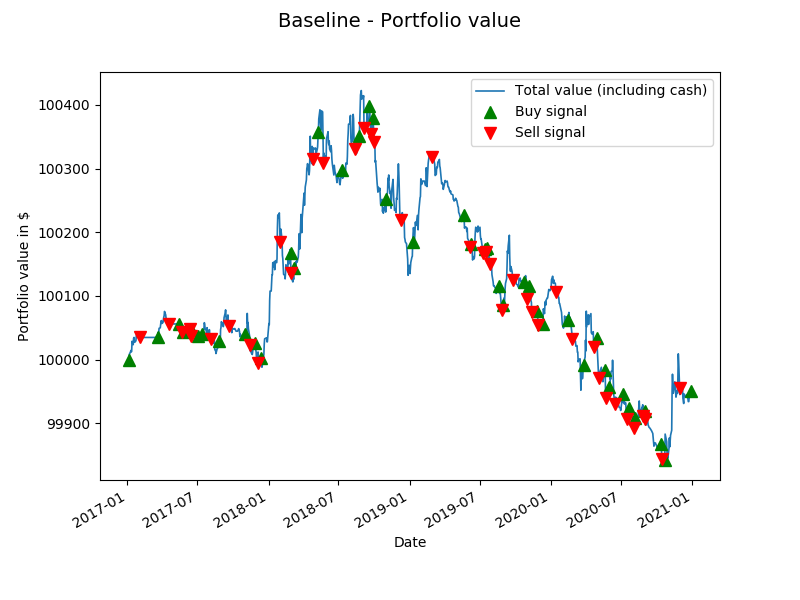 Baseline - Portfolio value
Total value (including cash)
Buy signal
Sell signal
Portfolio value in $
100400
100300
100200
100100
100000
99900
2017-01
2017-07
2018-01
2018-07
2019-01
2019-07
2020-01
2020-07
2021-01
Date